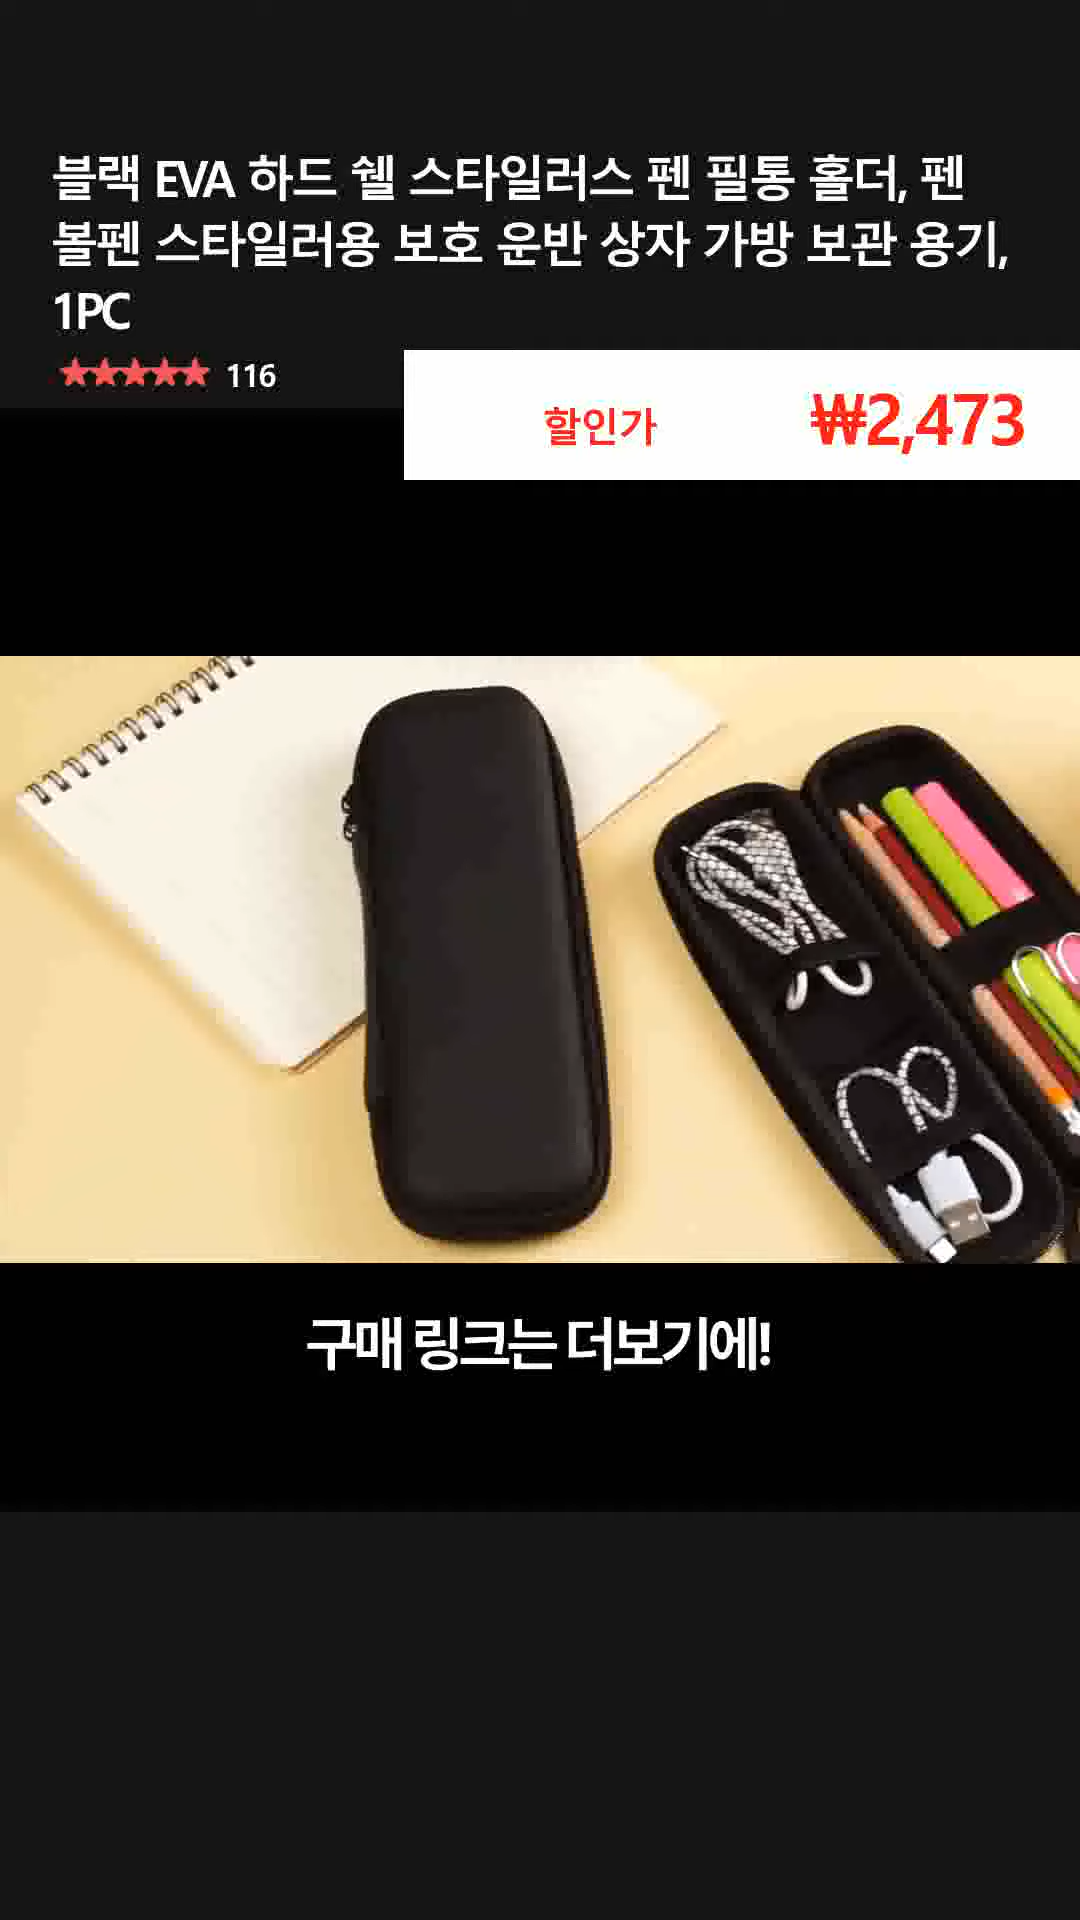 블랙 EVA 하드 쉘 스타일러스 펜 필통 홀더, 펜
볼펜 스타일러용 보호 운반 상자 가방 보관 용기,
1PC
116
할인가 ₩2,473
구매 링크는 더보기에!